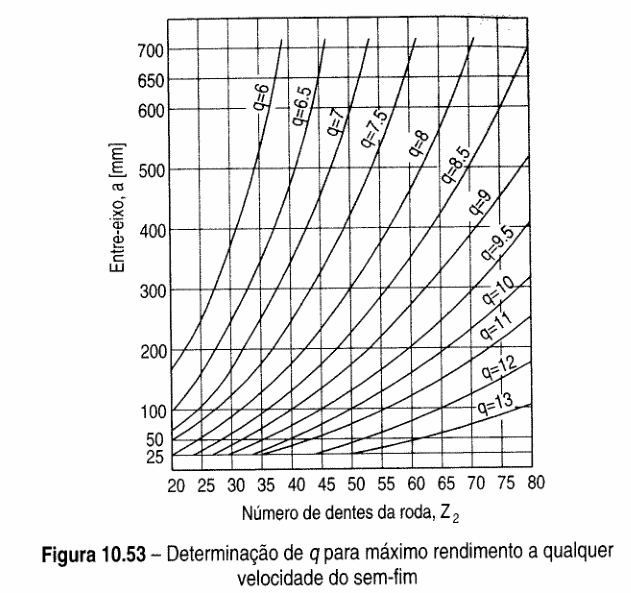 700
650
600
500
400
300
200
100
50
25
Entre-eixo, a [mm]
q=6
q=6.5
q=7
q=7.5
q=8
q=8.5
q=9
q=9.5
q=10
q=11
q=12
q=13
20 25 30 35 40 45 50 55 60 65 70 75 80
Número de dentes da roda, Z2
Figura 10.53 – Determinação de q para máximo rendimento a qualquer
velocidade do sem-fim